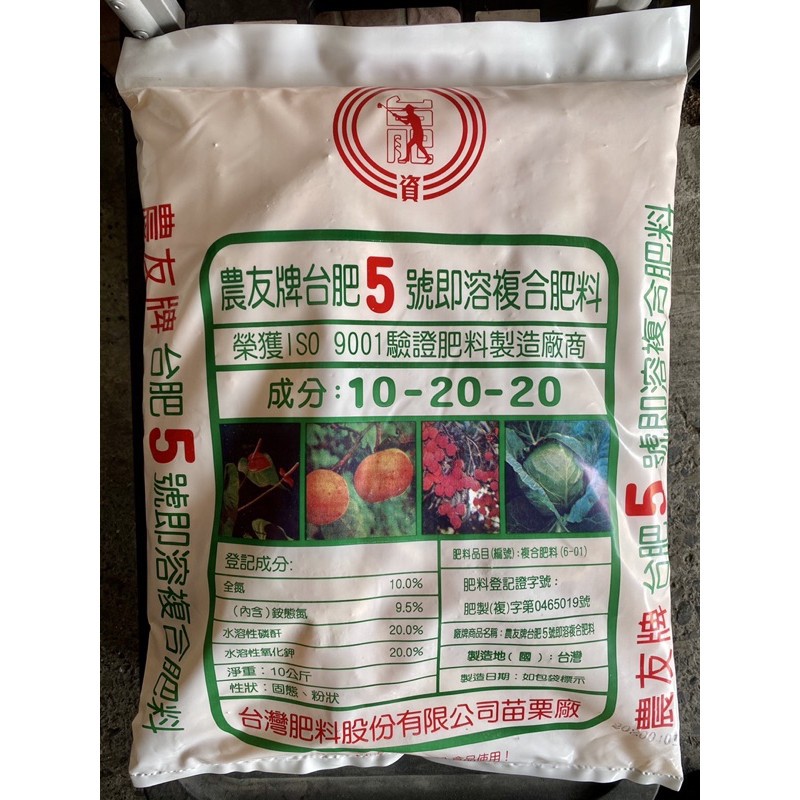 台肥
資
農友牌台肥5號即溶複合肥料
榮獲ISO 9001驗證肥料製造廠商
成分:10-20-20
登記成分:
全氮 10.0%
(內含)銨態氮 9.5%
水溶性磷酐 20.0%
水溶性氧化鉀 20.0%
淨重:10公斤
性狀:固態、粉狀
肥料品目(編號):複合肥料(6-01)
肥料登記證字號:
肥製(複)字第0465019號
廠牌商品名稱:農友牌台肥5號即溶複合肥料
製造地(國):台灣
製造日期:如包袋標示
台灣肥料股份有限公司苗栗廠
農友牌台肥5號即溶複合肥料
農友牌台肥5號即溶複合肥料
使用!